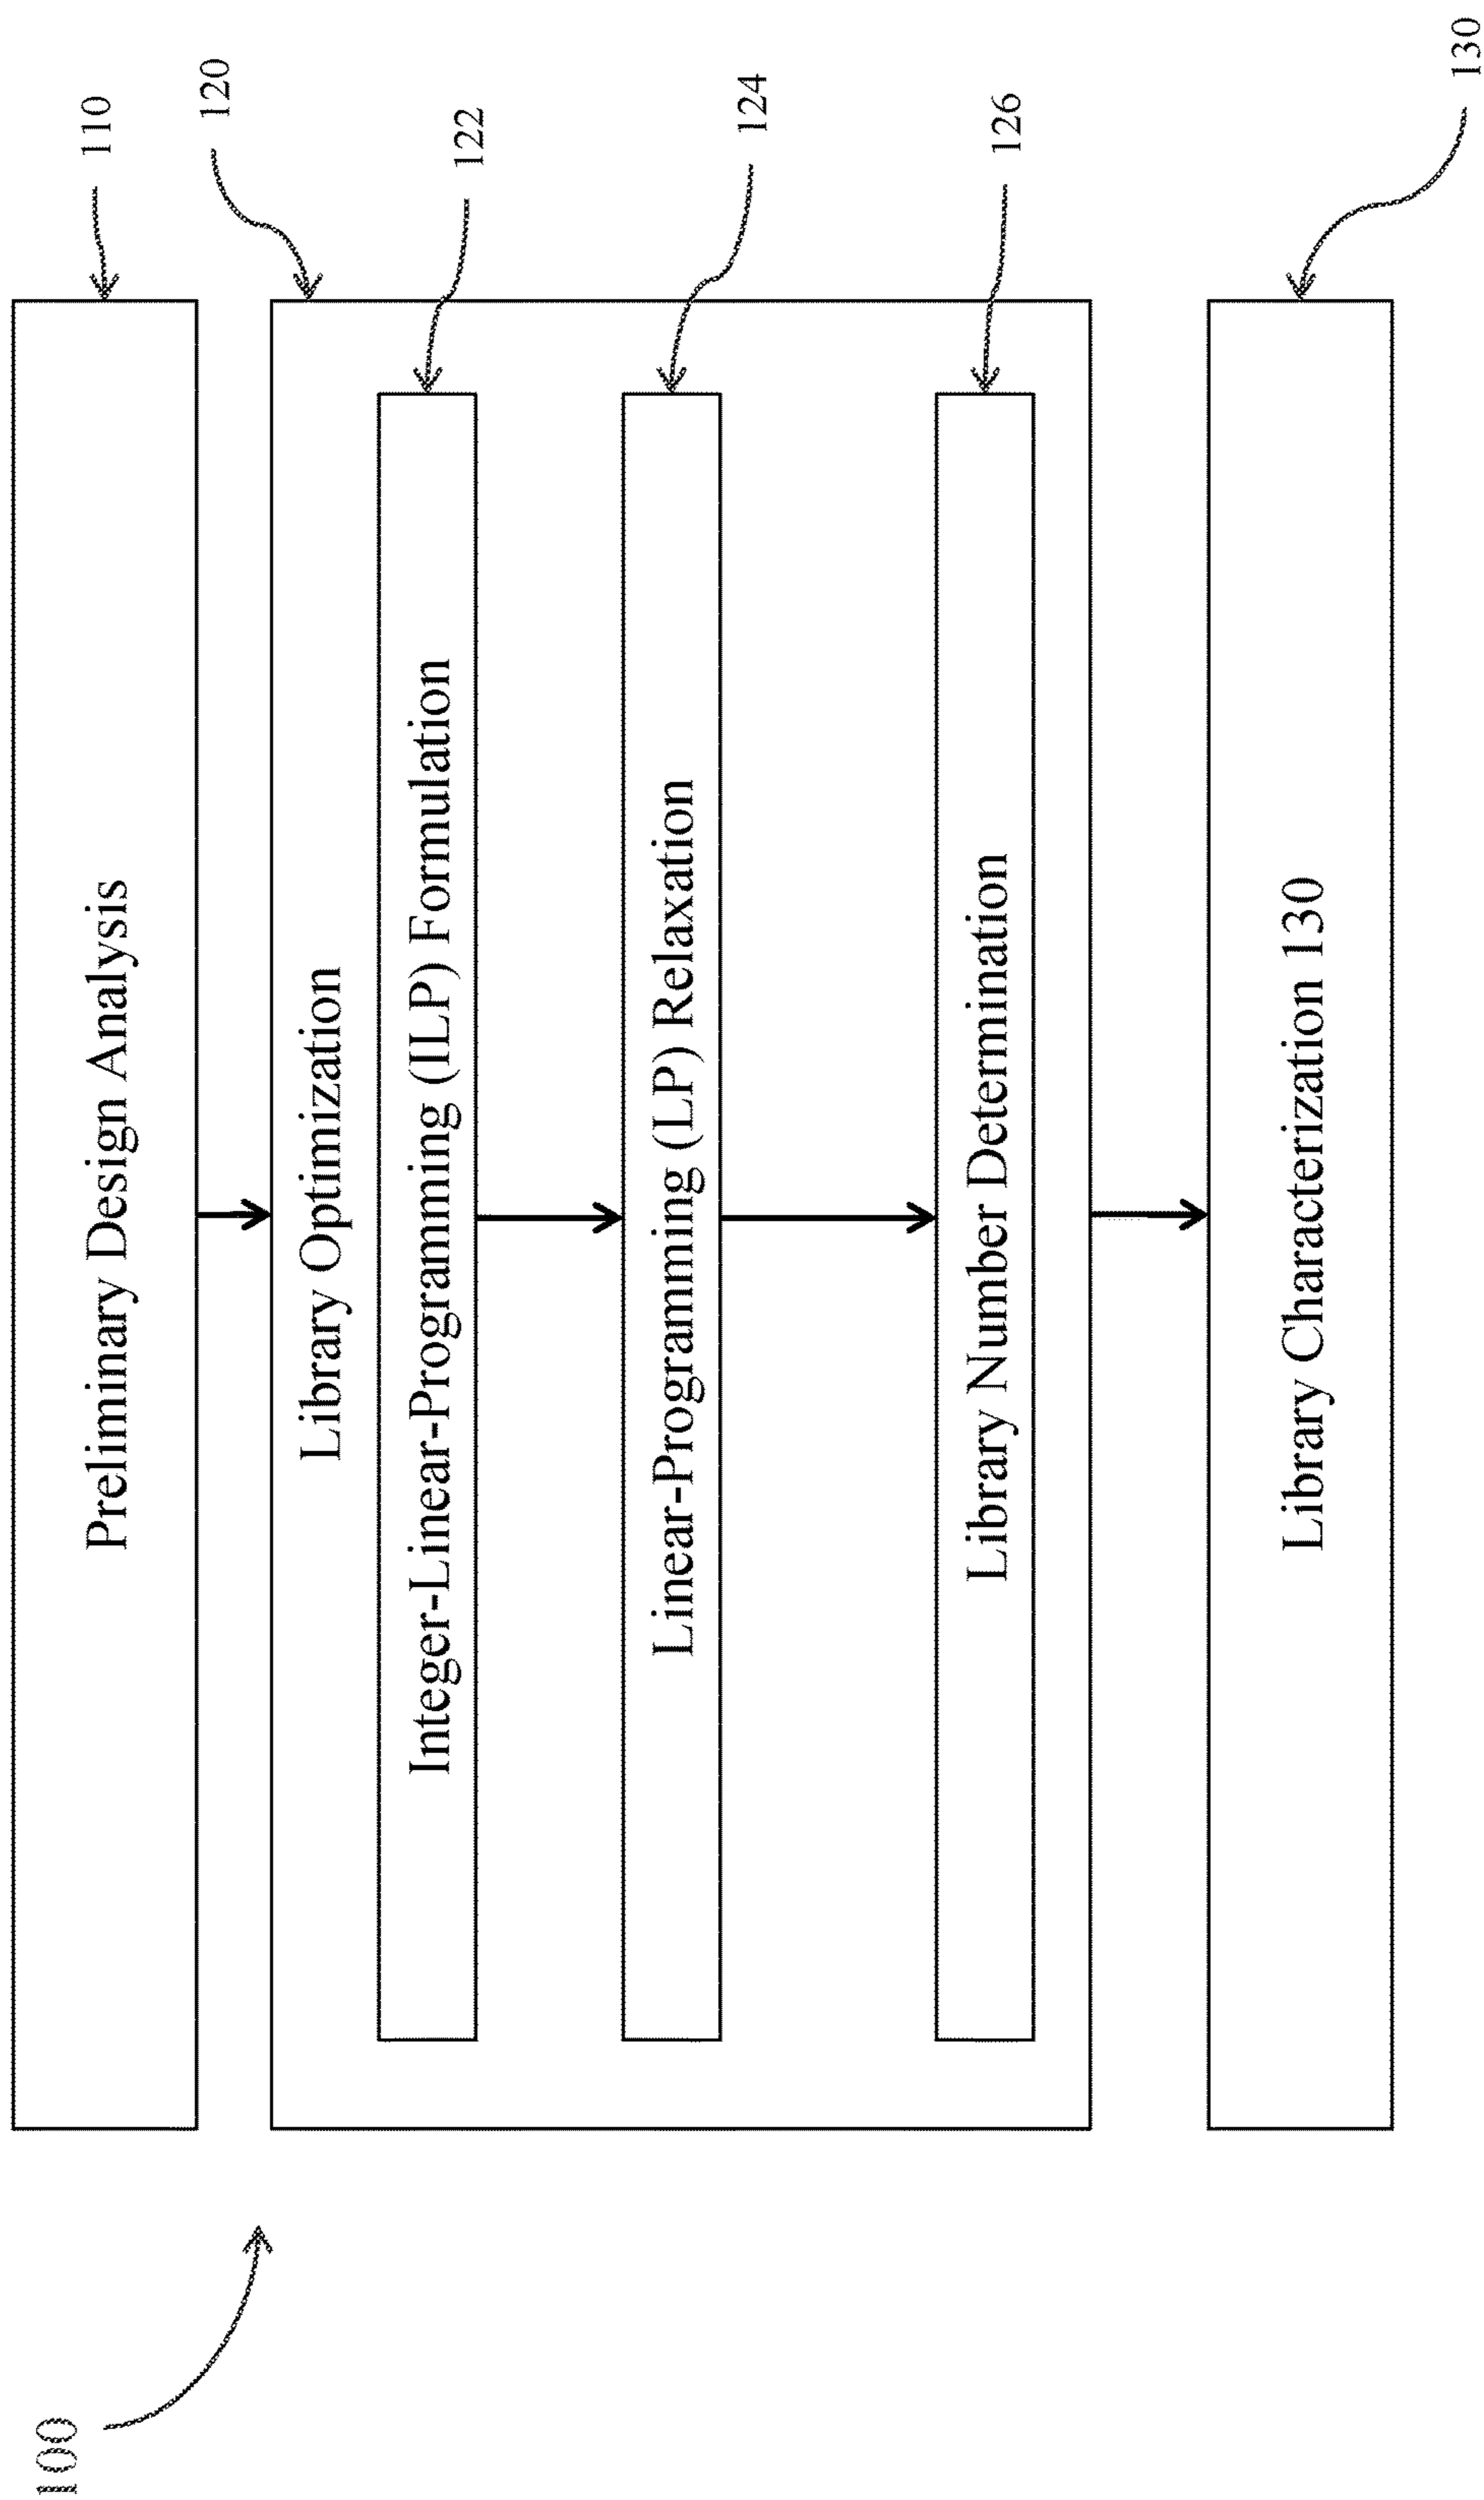 100
Preliminary Design Analysis
110
Library Optimization
120
Integer-Linear-Programming (ILP) Formulation
122
Linear-Programming (LP) Relaxation
124
Library Number Determination
126
Library Characterization 130
130